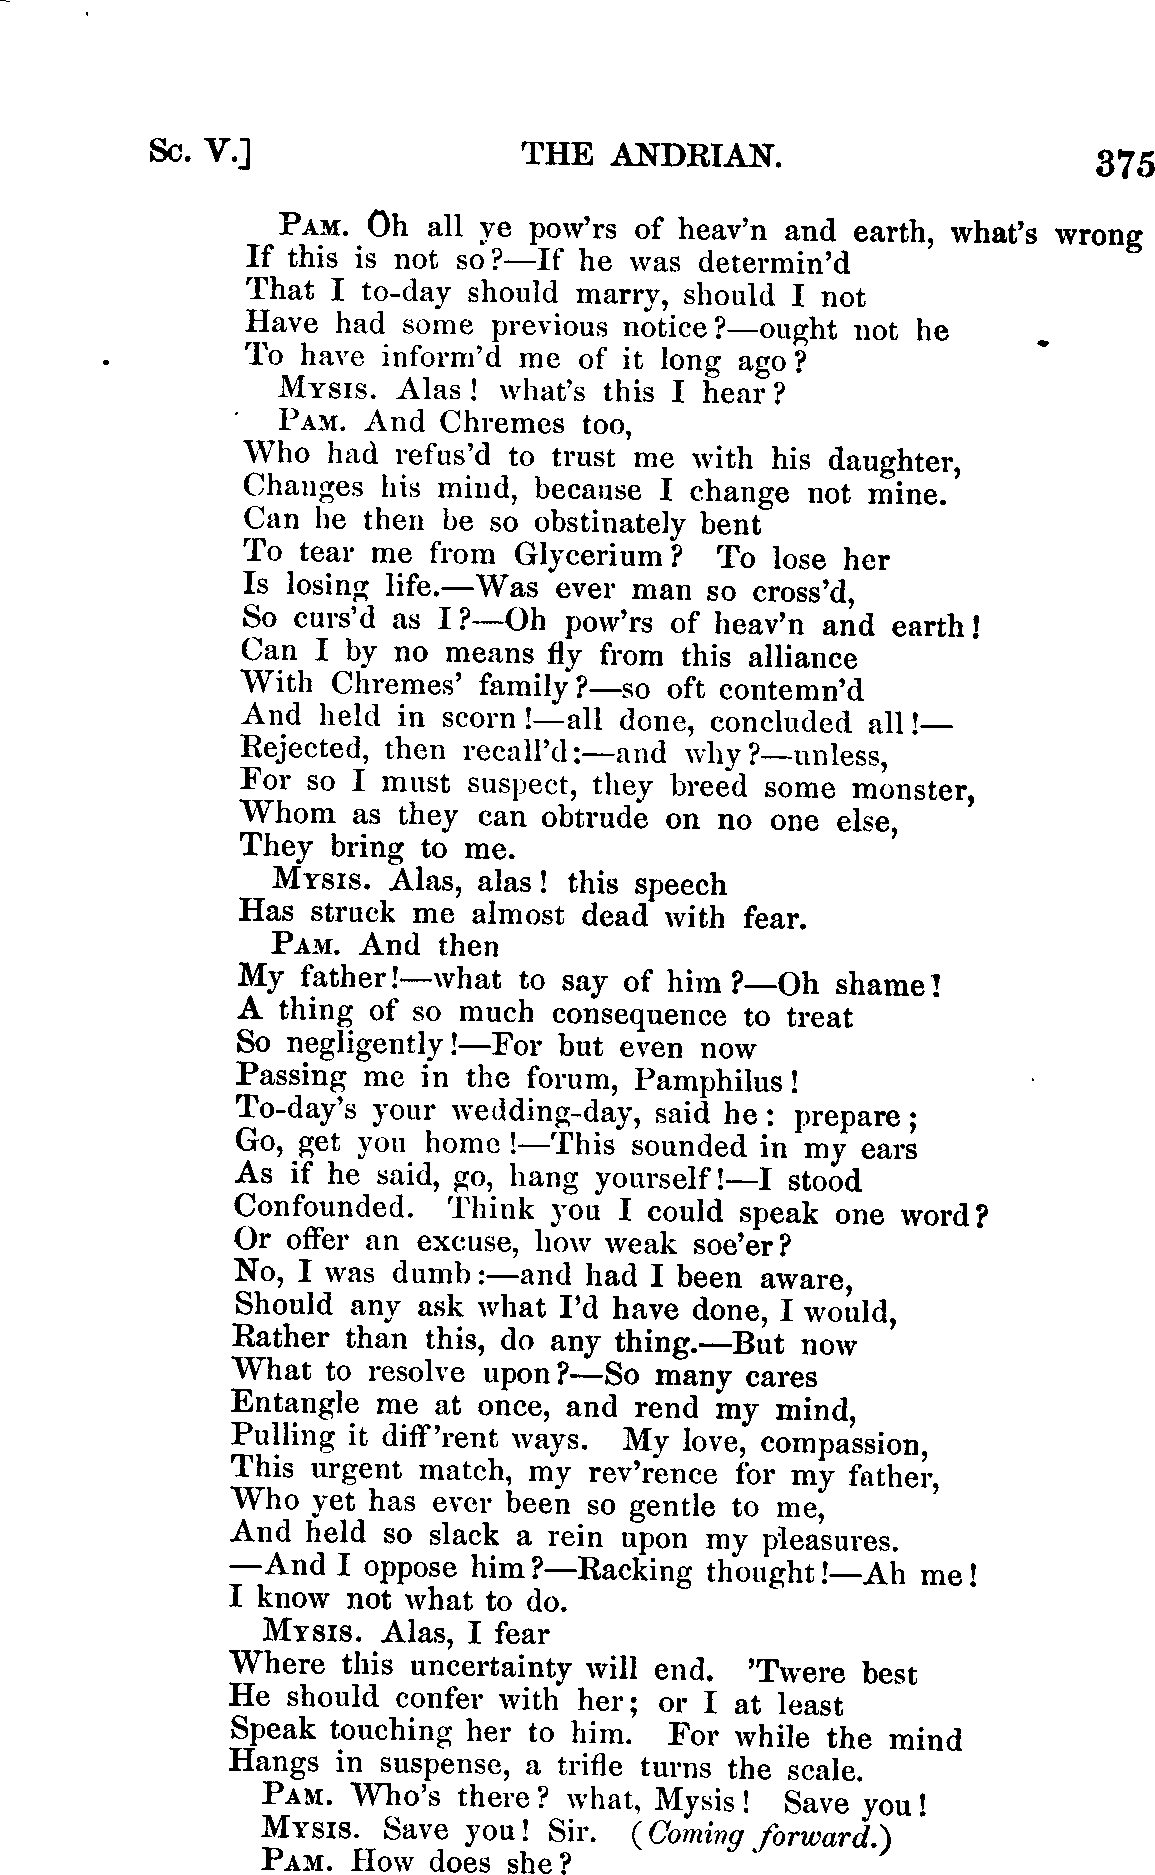 Sc. V.] THE ANDRIAN. 375
PAM. Oh all ye pow'rs of heav'n and earth, what's wrong
If this is not so?—If he was determin'd
That I to-day should marry, should I not
Have had some previous notice?—ought not he
To have inform'd me of it long ago?
MYSIS. Alas! what's this I hear?
PAM. And Chremes too,
Who had refus'd to trust me with his daughter,
Changes his mind, because I change not mine.
Can he then be so obstinately bent
To tear me from Glycerium? To lose her
Is losing life.—Was ever man so cross'd,
So curs'd as I?—Oh pow'rs of heav'n and earth!
Can I by no means fly from this alliance
With Chremes' family?—so oft contemn'd
And held in scorn!—all done, concluded all!—
Rejected, then recall'd:—and why?—unless,
For so I must suspect, they breed some monster,
Whom as they can obtrude on no one else,
They bring to me.
MYSIS. Alas, alas! this speech
Has struck me almost dead with fear.
PAM. And then
My father!—what to say of him?—Oh shame!
A thing of so much consequence to treat
So negligently!—For but even now
Passing me in the forum, Pamphilus!
To-day's your wedding-day, said he: prepare;
Go, get you home!—This sounded in my ears
As if he said, go, hang yourself!—I stood
Confounded. Think you I could speak one word?
Or offer an excuse, how weak soe'er?
No, I was dumb:—and had I been aware,
Should any ask what I'd have done, I would,
Rather than this, do any thing.—But now
What to resolve upon?—So many cares
Entangle me at once, and rend my mind,
Pulling it diff'rent ways. My love, compassion,
This urgent match, my rev'rence for my father,
Who yet has ever been so gentle to me,
And held so slack a rein upon my pleasures.
—And I oppose him?—Racking thought!—Ah me!
I know not what to do.
MYSIS. Alas, I fear
Where this uncertainty will end. 'Twere best
He should confer with her; or I at least
Speak touching her to him. For while the mind
Hangs in suspense, a trifle turns the scale.
PAM. Who's there? what, Mysis! Save you!
MYSIS. Save you! Sir. (Coming forward.)
PAM. How does she?